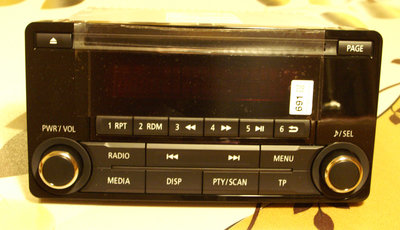 PAGE
691
1 RPT 2 RDM 3 4 5 6
PWR/VOL ♪/SEL
RADIO MENU
MEDIA DISP PTY/SCAN TP